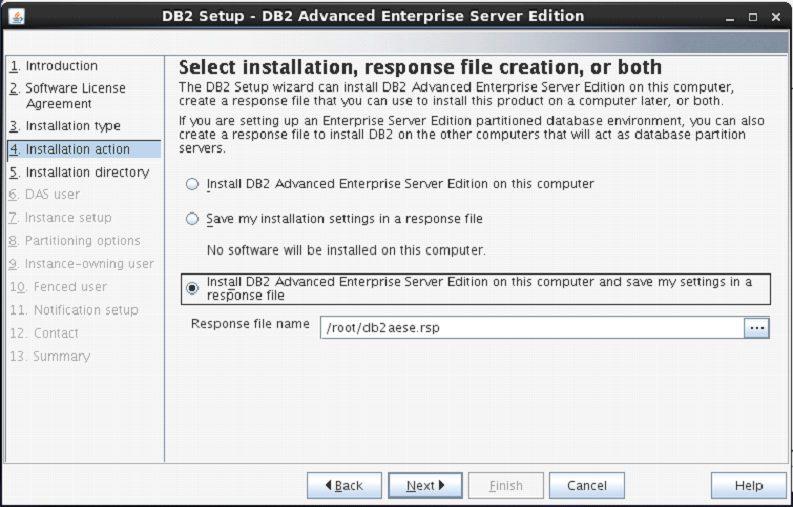 DB2 Setup - DB2 Advanced Enterprise Server Edition
1. Introduction
2. Software License
Agreement
3. Installation type
4. Installation action
5. Installation directory
6. DAS user
7. Instance setup
8. Partitioning options
9. Instance-owning user
10. Fenced user
11. Notification setup
12. Contact
13. Summary
Select installation, response file creation, or both
The DB2 Setup wizard can install DB2 Advanced Enterprise Server Edition on this computer,
create a response file that you can use to install this product on a computer later, or both.
If you are setting up an Enterprise Server Edition partitioned database environment, you can also
create a response file to install DB2 on the other computers that will act as database partition
servers.
Install DB2 Advanced Enterprise Server Edition on this computer
Save my installation settings in a response file
No software will be installed on this computer.
Install DB2 Advanced Enterprise Server Edition on this computer and save my settings in a
response file
Response file name
/root/db2aese.rsp
...
Back
Next
Finish
Cancel
Help